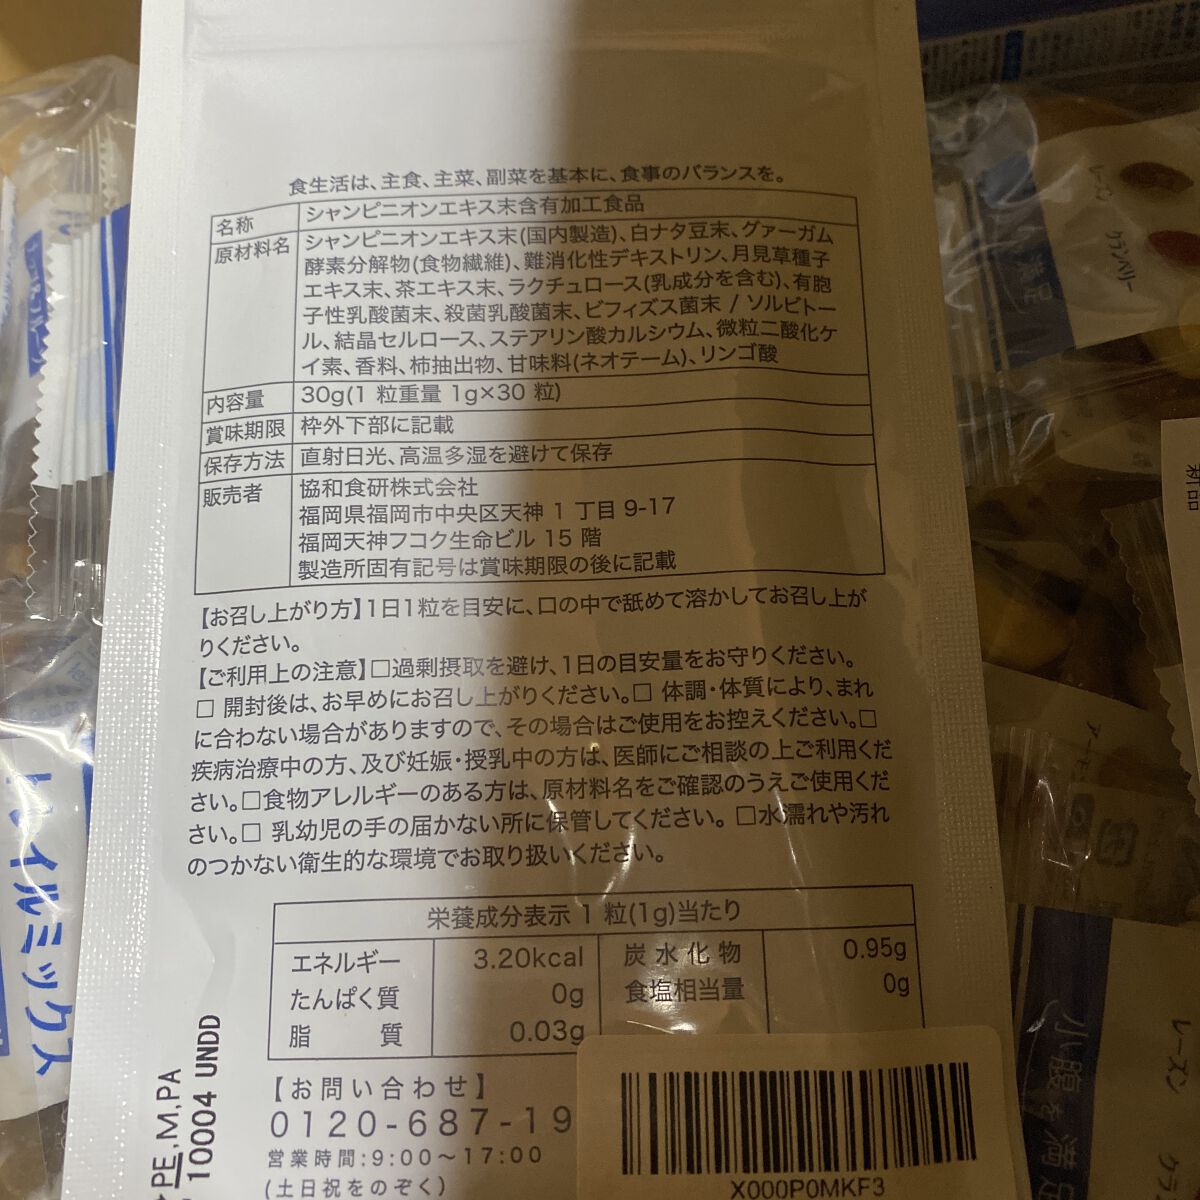 食生活は、主食、主菜、副菜を基本に、食事のバランスを。
名称 シャンピニオンエキス末含有加工食品
原材料名 シャンピニオンエキス末(国内製造)、白ナタ豆末、グァーガム
酵素分解物(食物繊維)、難消化性デキストリン、月見草種子
エキス末、茶エキス末、ラクチュロース(乳成分を含む)、有胞
子性乳酸菌末、殺菌乳酸菌末、ビフィズス菌末 / ソルビトー
ル、結晶セルロース、ステアリン酸カルシウム、微粒二酸化ケ
イ素、香料、柿抽出物、甘味料(ネオテーム)、リンゴ酸
内容量 30g(1 粒重量 1g×30 粒)
賞味期限 枠外下部に記載
保存方法 直射日光、高温多湿を避けて保存
販売者 協和食研株式会社
福岡県福岡市中央区天神 1 丁目 9-17
福岡天神フコク生命ビル 15 階
製造所固有記号は賞味期限の後に記載
【お召し上がり方】1日1粒を目安に、口の中で舐めて溶かしてお召し上が
りください。
【ご利用上の注意】□過剰摂取を避け、1日の目安量をお守りください。
□ 開封後は、お早めにお召し上がりください。□ 体調・体質により、まれ
に合わない場合がありますので、その場合はご使用をお控えください。□
疾病治療中の方、及び妊娠・授乳中の方は、医師にご相談の上ご利用くだ
さい。□食物アレルギーのある方は、原材料名をご確認のうえご使用くだ
さい。□ 乳幼児の手の届かない所に保管してください。□水濡れや汚れ
のつかない衛生的な環境でお取り扱いください。
栄養成分表示 1 粒(1g)当たり
エネルギー 3.20kcal 炭水化物 0.95g
たんぱく質 0g 食塩相当量 0g
脂質 0.03g
【お問い合わせ】
0120-687-19
営業時間:9:00～17:00
(土日祝をのぞく)
X000P0MKF3
PE,M,PA
10004 UNDD
トレイルミックス
レーズン
クランベリー
新品
小腹を満
レーズン
クラ